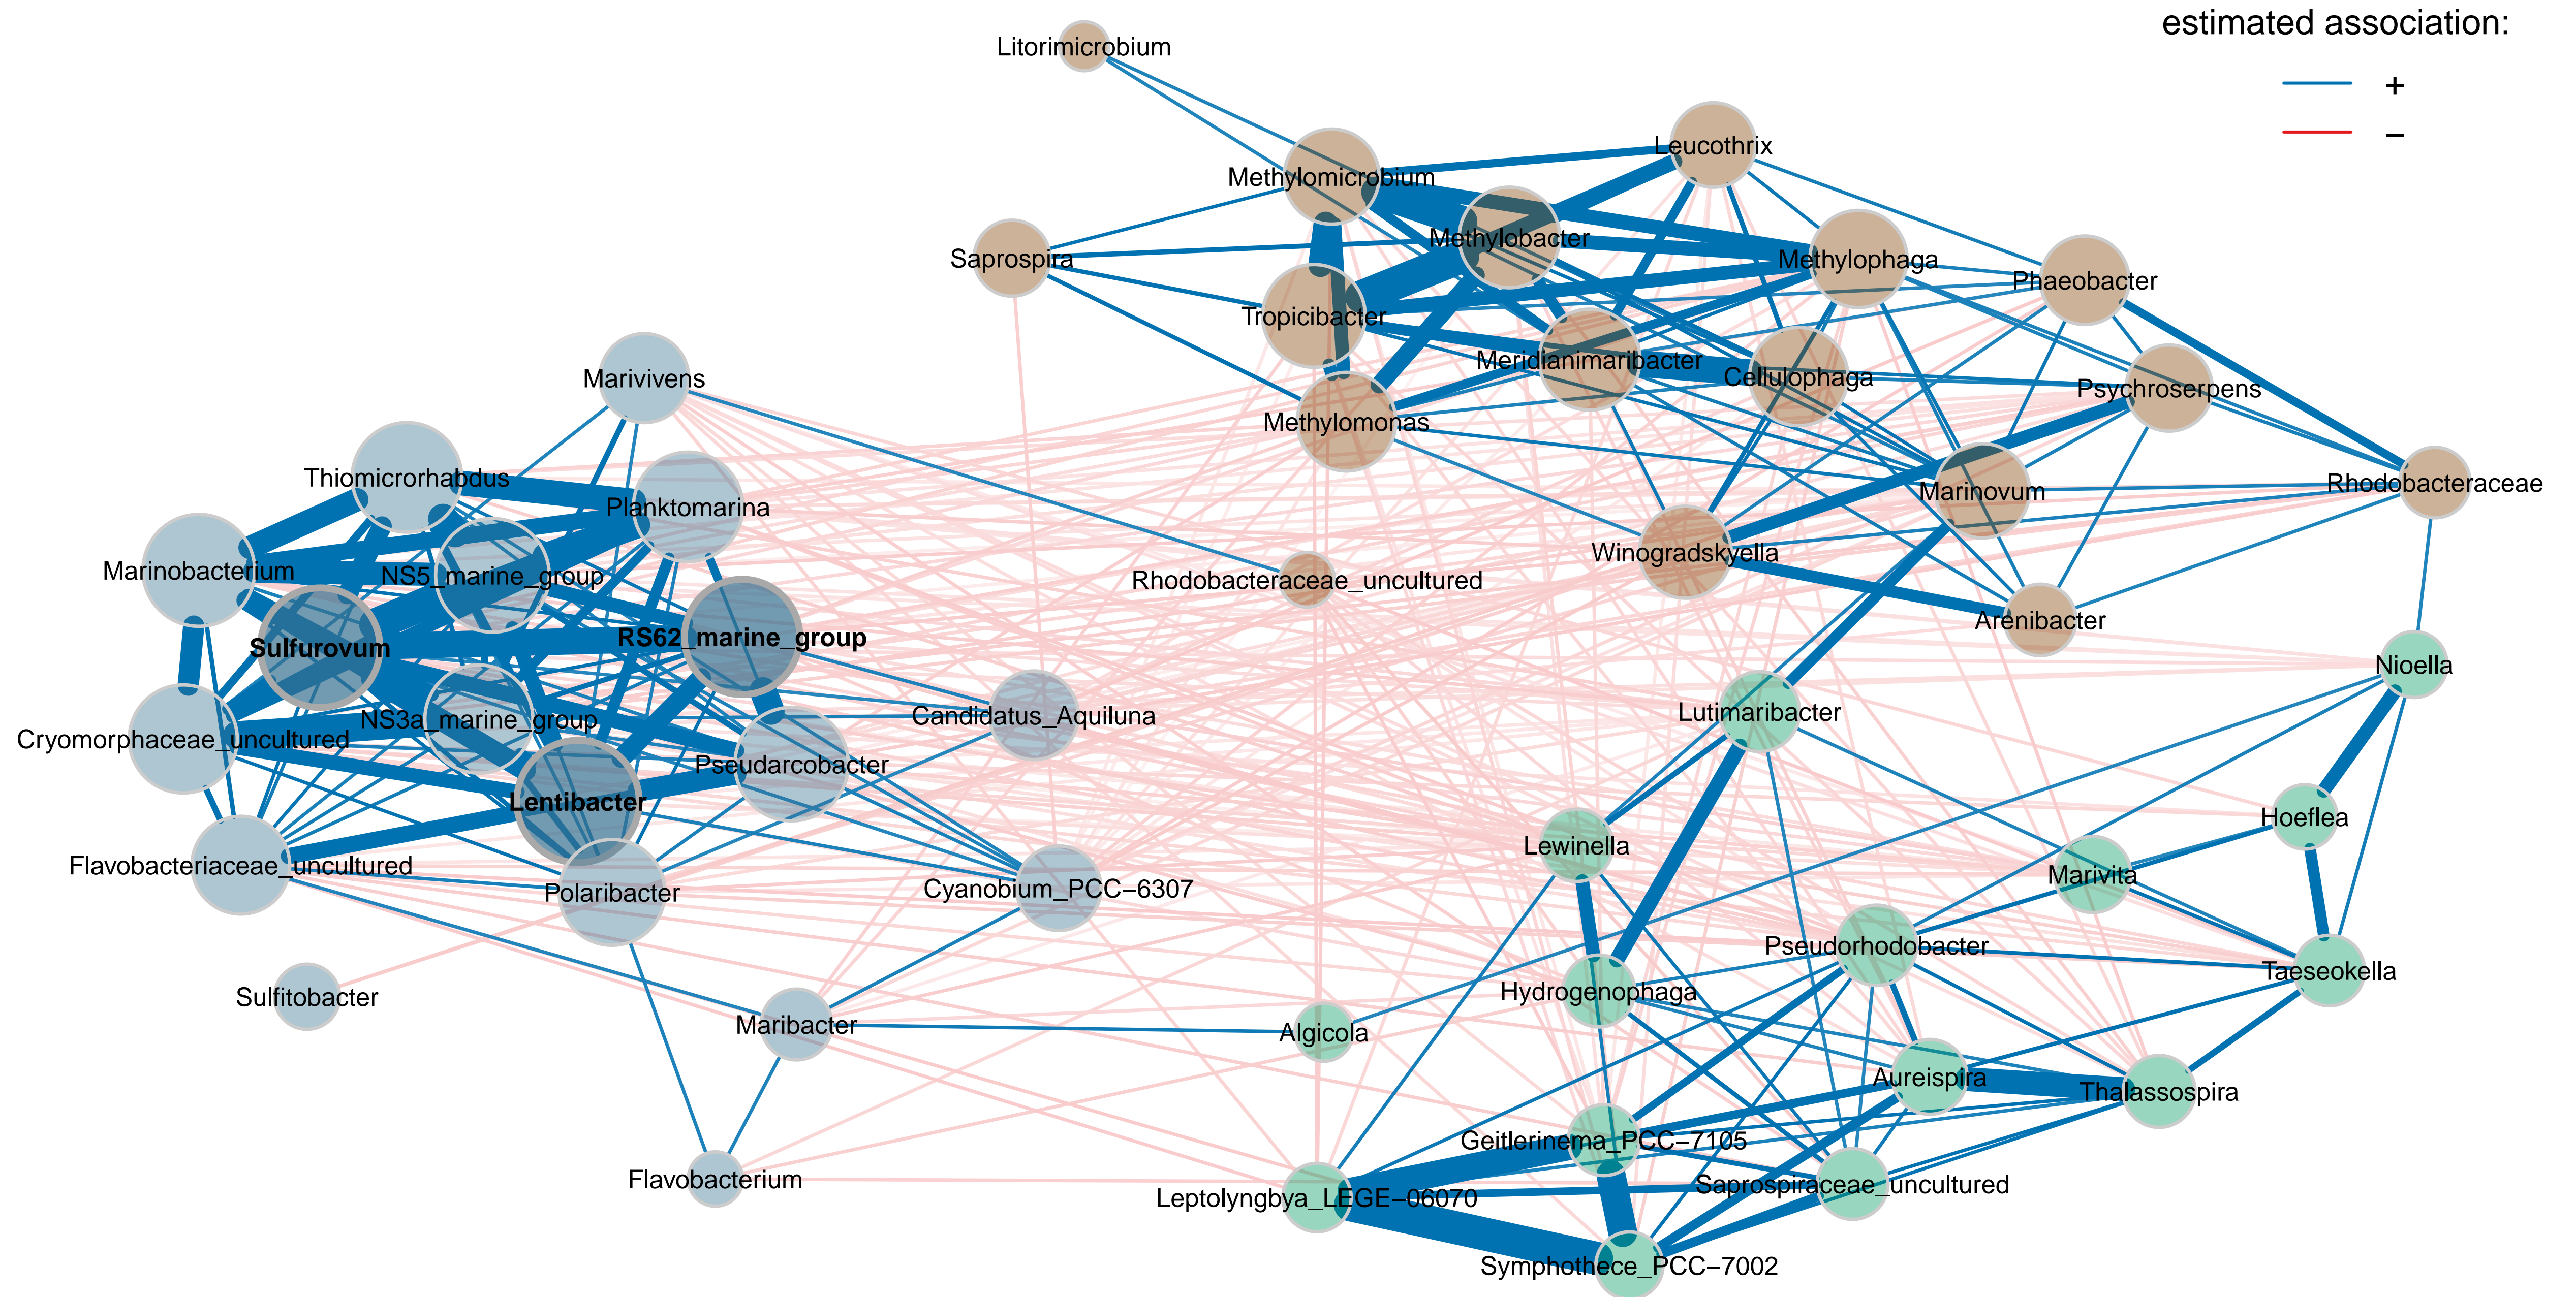 estimated association:
+
−
Litorimicrobium
Leucothrix
Methylomicrobium
Methylobacter
Saprospira
Methylophaga
Phaeobacter
Tropicibacter
Meridianimaribacter
Cellulophaga
Psychroserpens
Marivivens
Methylomonas
Thiomicrorhabdus
Planktomarina
Marinovum
Rhodobacteraceae
Winogradskyella
Marinobacterium
NS5_marine_group
Rhodobacteraceae_uncultured
Arenibacter
Sulfurovum
RS62_marine_group
Nioella
NS3a_marine_group
Candidatus_Aquiluna
Lutimaribacter
Cryomorphaceae_uncultured
Pseudarcobacter
Lentibacter
Hoeflea
Lewinella
Flavobacteriaceae_uncultured
Polaribacter
Cyanobium_PCC−6307
Marivita
Pseudorhodobacter
Taeseokella
Sulfitobacter
Hydrogenophaga
Maribacter
Algicola
Aureispira
Thalassospira
Geitlerinema_PCC−7105
Flavobacterium
Leptolyngbya_LEGE−06070
Saprospiraceae_uncultured
Symphothece_PCC−7002